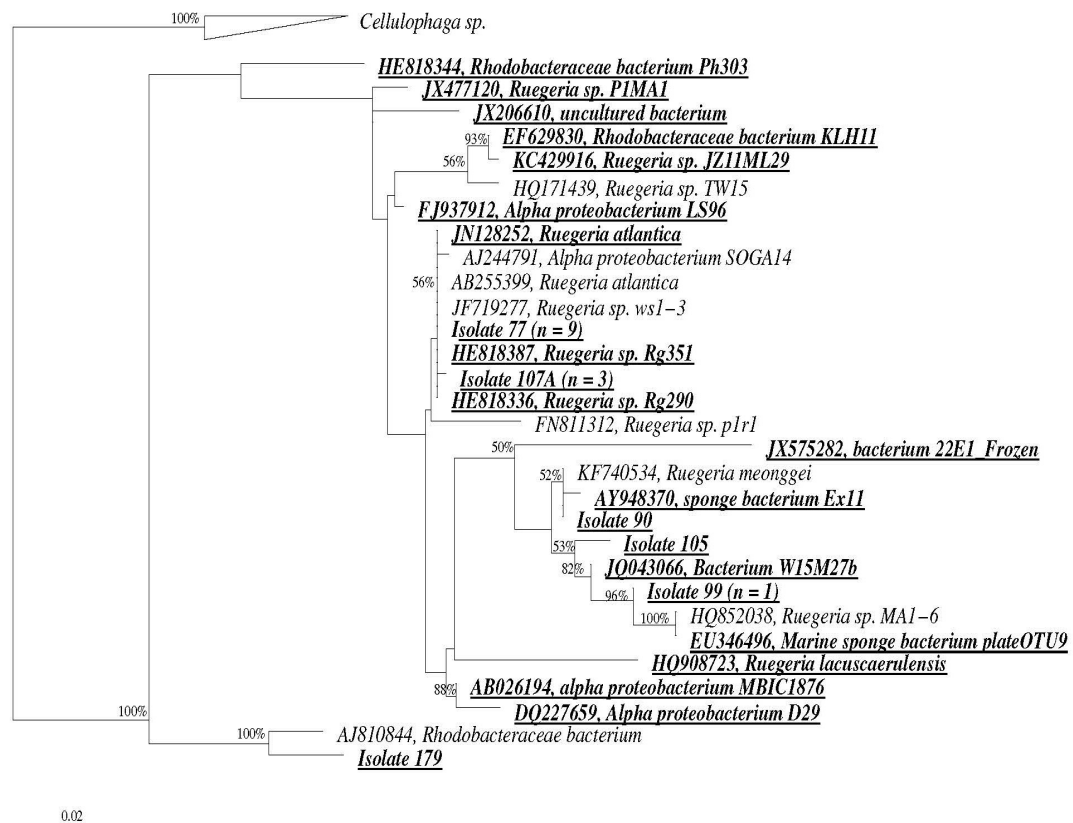 100%
Cellulophaga sp.
HE818344, Rhodobacteraceae bacterium Ph303
JX477120, Ruegeria sp. P1MA1
JX206610, uncultured bacterium
93%
EF629830, Rhodobacteraceae bacterium KLH11
56%
KC429916, Ruegeria sp. JZ11ML29
HQ171439, Ruegeria sp. TW15
FJ937912, Alpha proteobacterium LS96
JN128252, Ruegeria atlantica
AJ244791, Alpha proteobacterium SOGA14
56%
AB255399, Ruegeria atlantica
JF719277, Ruegeria sp. ws1-3
Isolate 77 (n = 9)
HE818387, Ruegeria sp. Rg351
Isolate 107A (n = 3)
HE818336, Ruegeria sp. Rg290
FN811312, Ruegeria sp. p1r1
50%
JX575282, bacterium 22E1_Frozen
52%
KF740534, Ruegeria meonggei
AY948370, sponge bacterium Ex11
Isolate 90
53%
Isolate 105
82%
JQ043066, Bacterium W15M27b
96%
Isolate 99 (n = 1)
100%
HQ852038, Ruegeria sp. MA1-6
EU346496, Marine sponge bacterium plateOTU9
HQ908723, Ruegeria lacuscaerulensis
88%
AB026194, alpha proteobacterium MBIC1876
DQ227659, Alpha proteobacterium D29
100%
100%
AJ810844, Rhodobacteraceae bacterium
Isolate 179
0.02